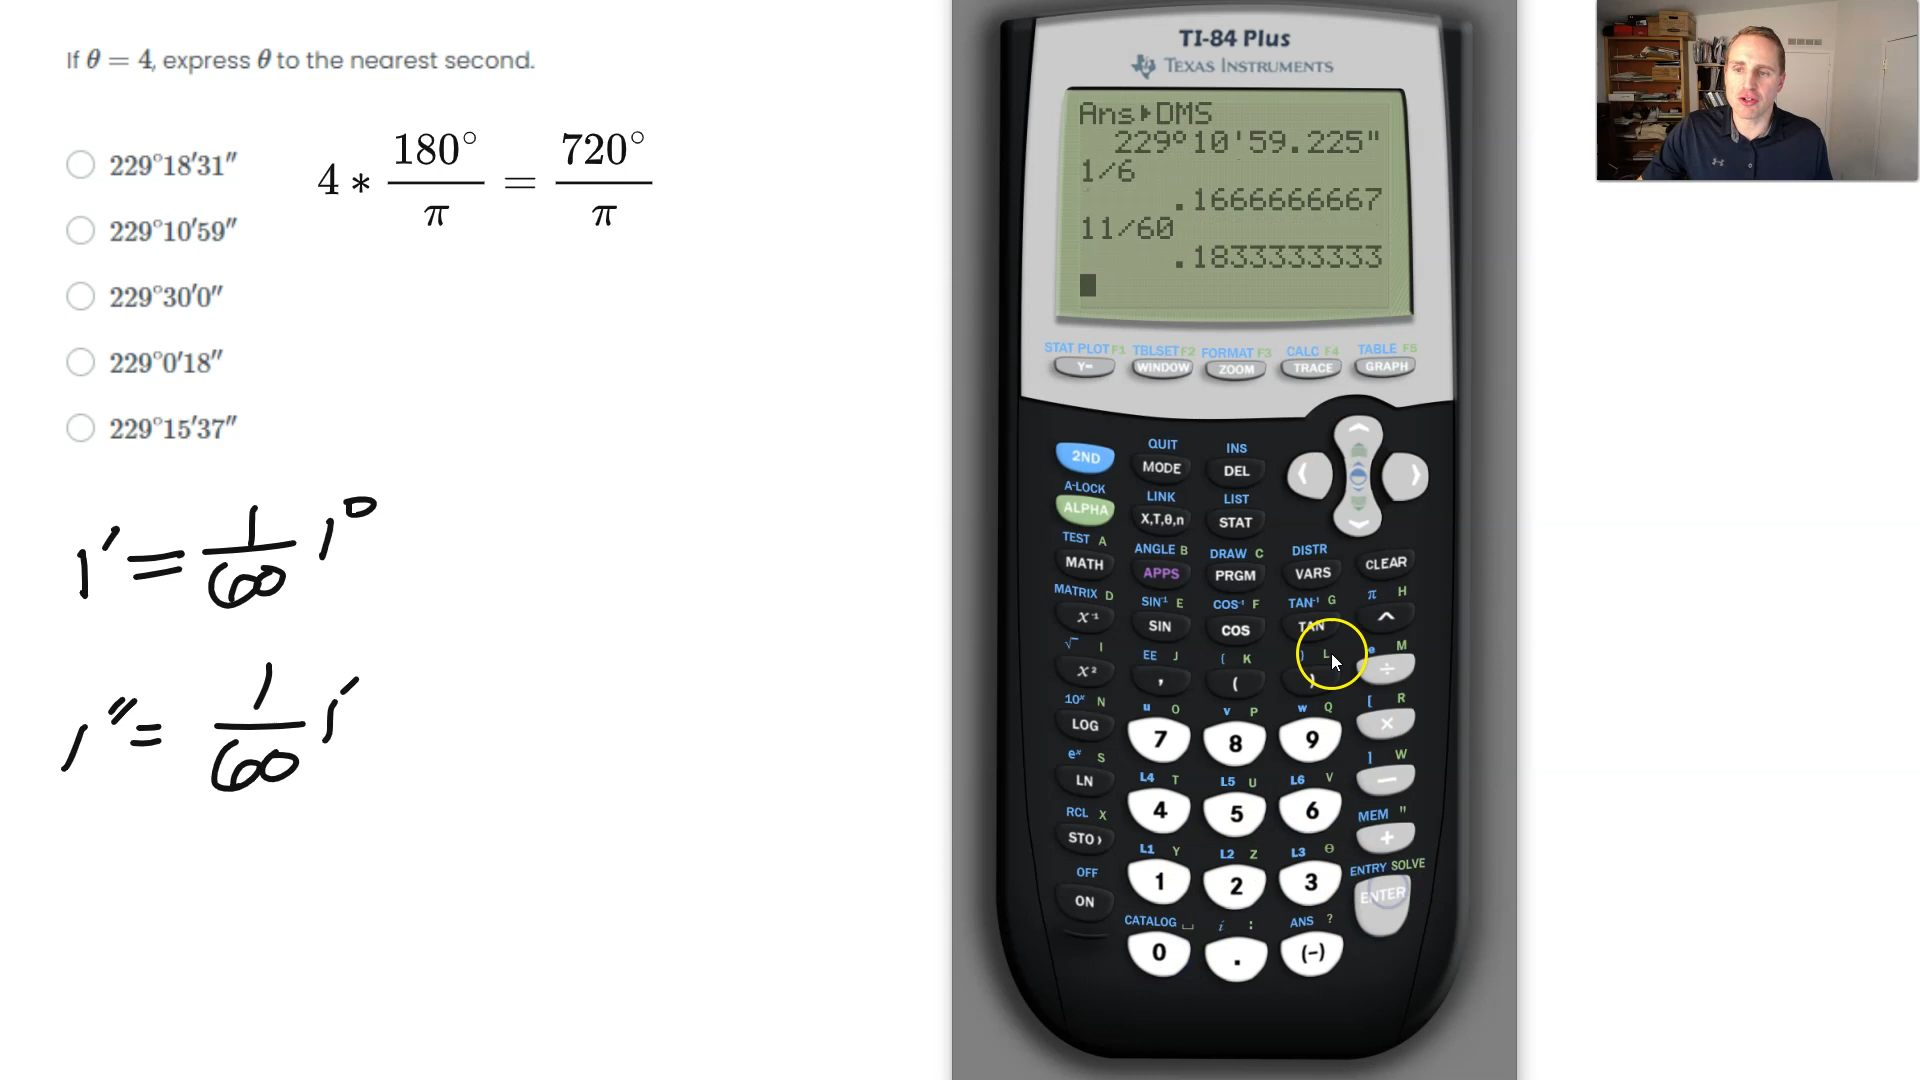 If θ = 4, express θ to the nearest second.
229°18′31″
229°10′59″
229°30′0″
229°0′18″
229°15′37″
4 * 180°/π = 720°/π
1′ = 1/60 1°
1″ = 1/60 1′
TI-84 Plus
TEXAS INSTRUMENTS
Ans▸DMS
229°10'59.225"
1/6
.1666666667
11/60
.1833333333
STAT PLOT F1 TBLSET F2 FORMAT F3 CALC F4 TABLE F5
Y= WINDOW ZOOM TRACE GRAPH
QUIT INS
2ND MODE DEL
A-LOCK LINK LIST
ALPHA X,T,θ,n STAT
TEST A ANGLE B DRAW C DISTR
MATH APPS PRGM VARS CLEAR
MATRIX D SIN⁻¹ E COS⁻¹ F TAN⁻¹ G π H
X⁻¹ SIN COS TAN ^
√ I EE J { K } L e M
X² , ( ) ÷
10ˣ N u O v P w Q [ R
LOG 7 8 9 ×
eˣ S L4 T L5 U L6 V ] W
LN 4 5 6 −
RCL X L1 Y L2 Z L3 θ MEM "
STO› 1 2 3 +
OFF CATALOG ⎵ i : ANS ? ENTRY SOLVE
ON 0 . (-) ENTER